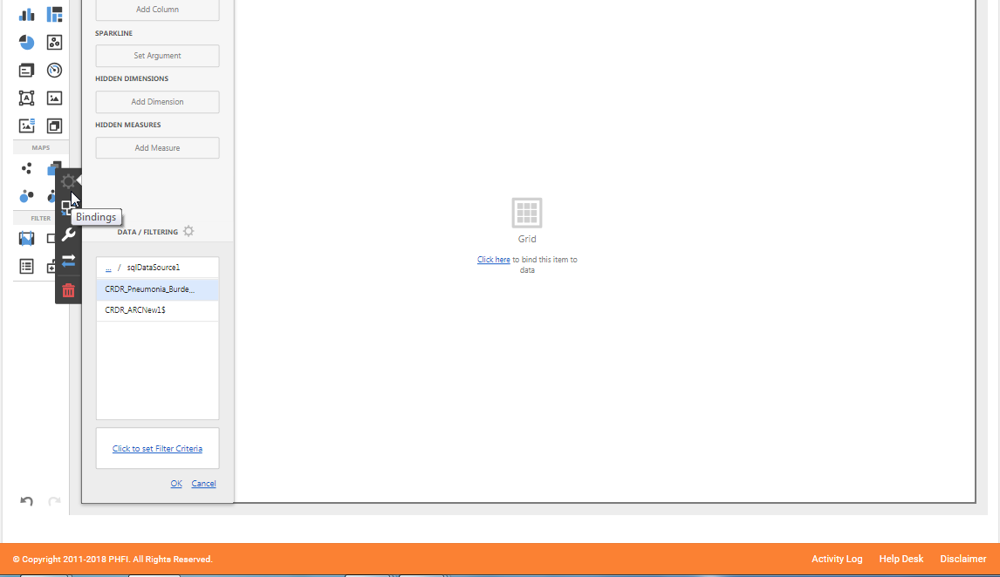 Add Column
SPARKLINE
Set Argument
HIDDEN DIMENSIONS
Add Dimension
HIDDEN MEASURES
Add Measure
MAPS
Bindings
FILTER
DATA / FILTERING
... / sqlDataSource1
CRDR_Pneumonia_Burde...
CRDR_ARCNew1$
Click to set Filter Criteria
OK Cancel
Grid
Click here to bind this item to
data
© Copyright 2011-2018 PHFI. All Rights Reserved.
Activity Log Help Desk Disclaimer